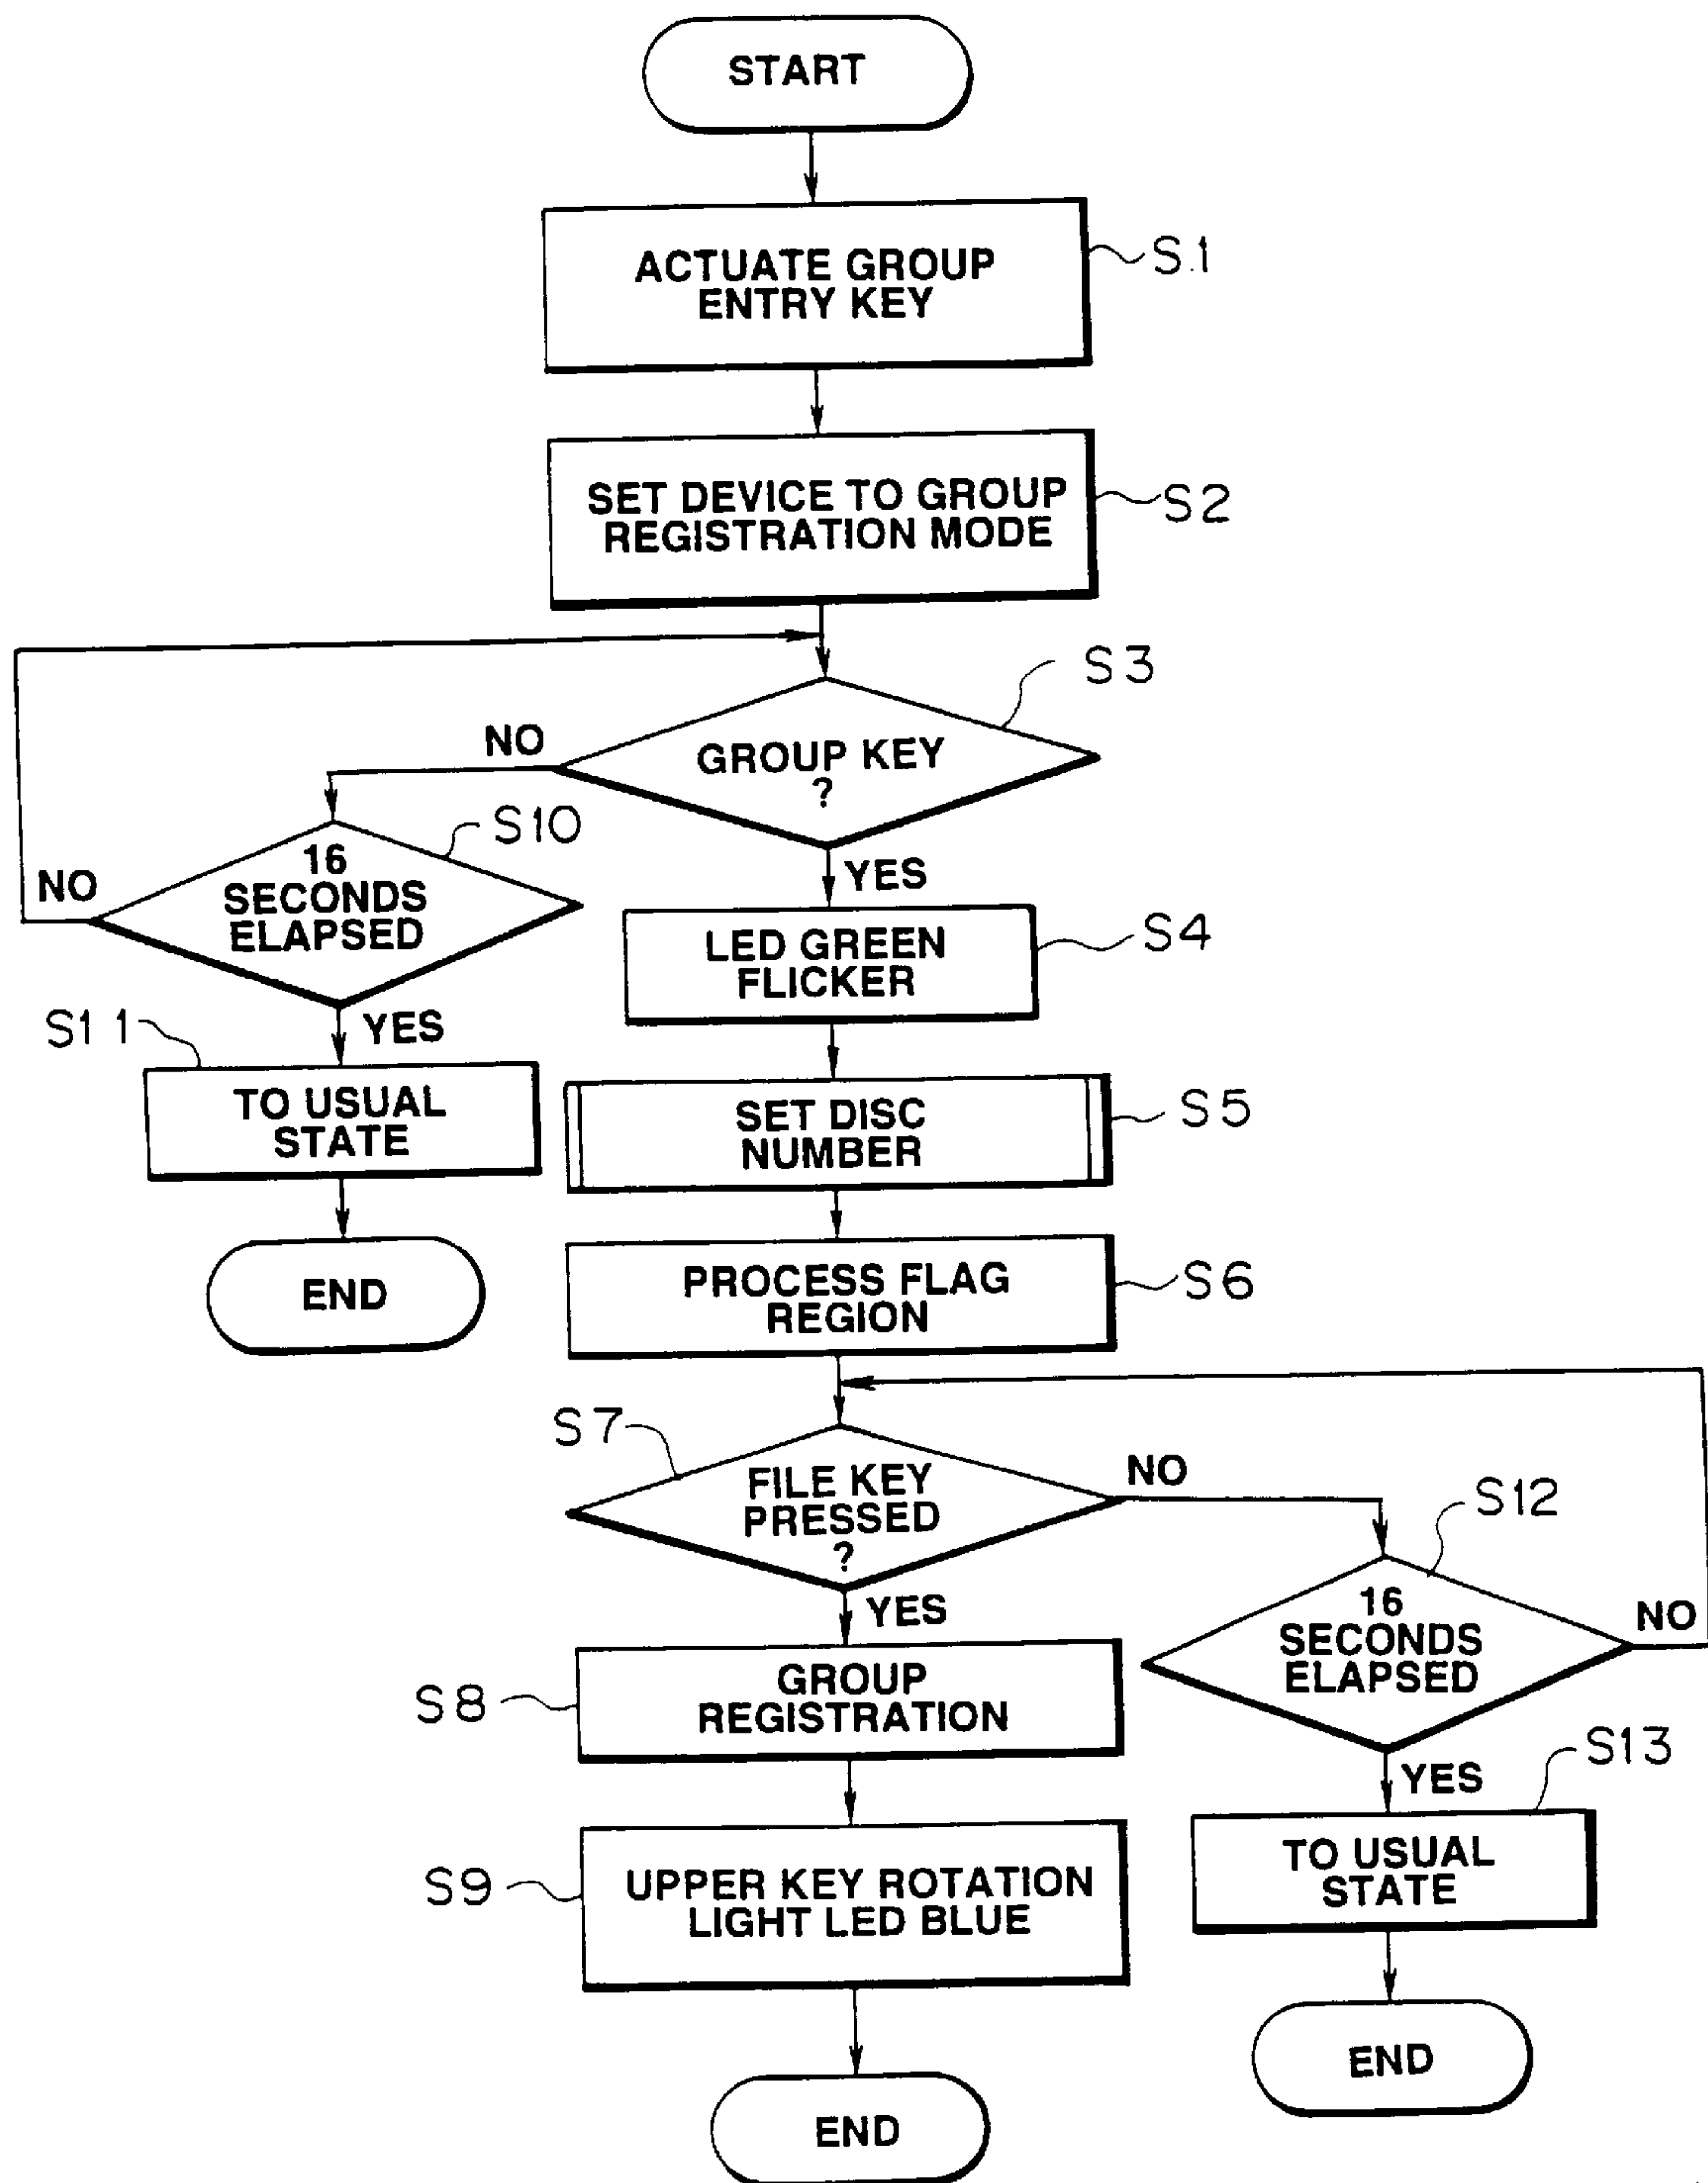 START
ACTUATE GROUP
ENTRY KEY
S.1
SET DEVICE TO GROUP
REGISTRATION MODE
S2
S3
GROUP KEY
?
NO
YES
S10
16
SECONDS
ELAPSED
NO
YES
S11
TO USUAL
STATE
END
LED GREEN
FLICKER
S4
SET DISC
NUMBER
S5
PROCESS FLAG
REGION
S6
S7
FILE KEY
PRESSED
?
NO
YES
S12
16
SECONDS
ELAPSED
NO
YES
S8
GROUP
REGISTRATION
S13
TO USUAL
STATE
S9
UPPER KEY ROTATION
LIGHT LED BLUE
END
END